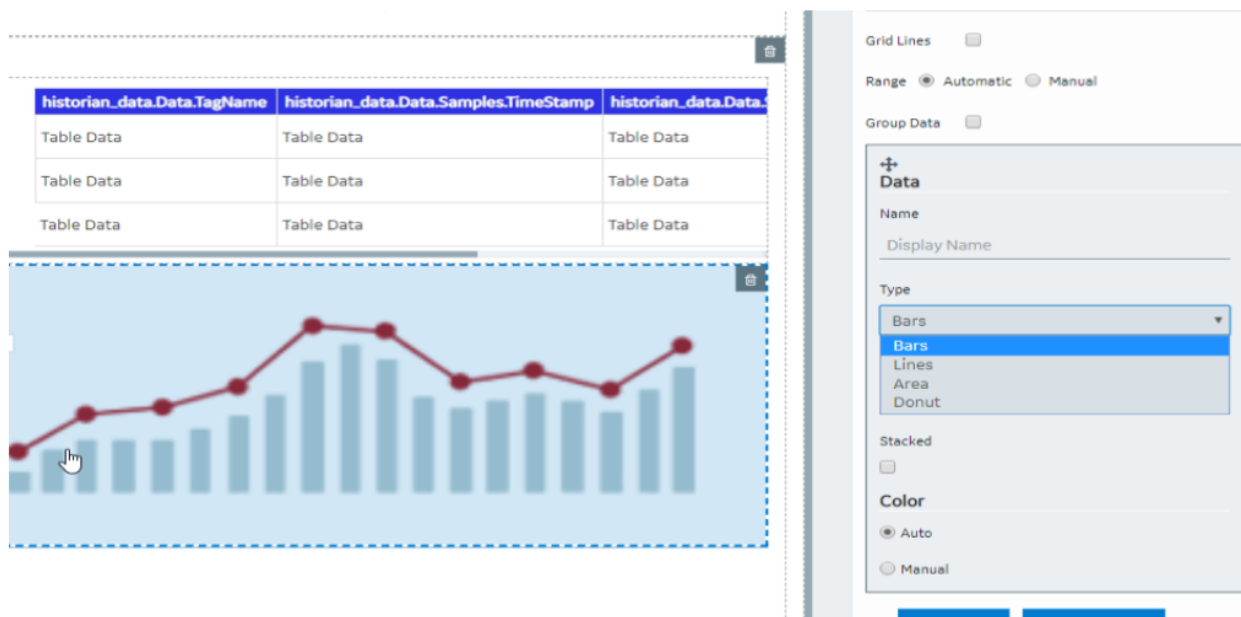 historian_data.Data.TagName historian_data.Data.Samples.TimeStamp historian_data.Data.
Table Data Table Data Table Data
Table Data Table Data Table Data
Table Data Table Data Table Data
Grid Lines
Range Automatic Manual
Group Data
Data
Name
Display Name
Type
Bars
Bars
Lines
Area
Donut
Stacked
Color
Auto
Manual